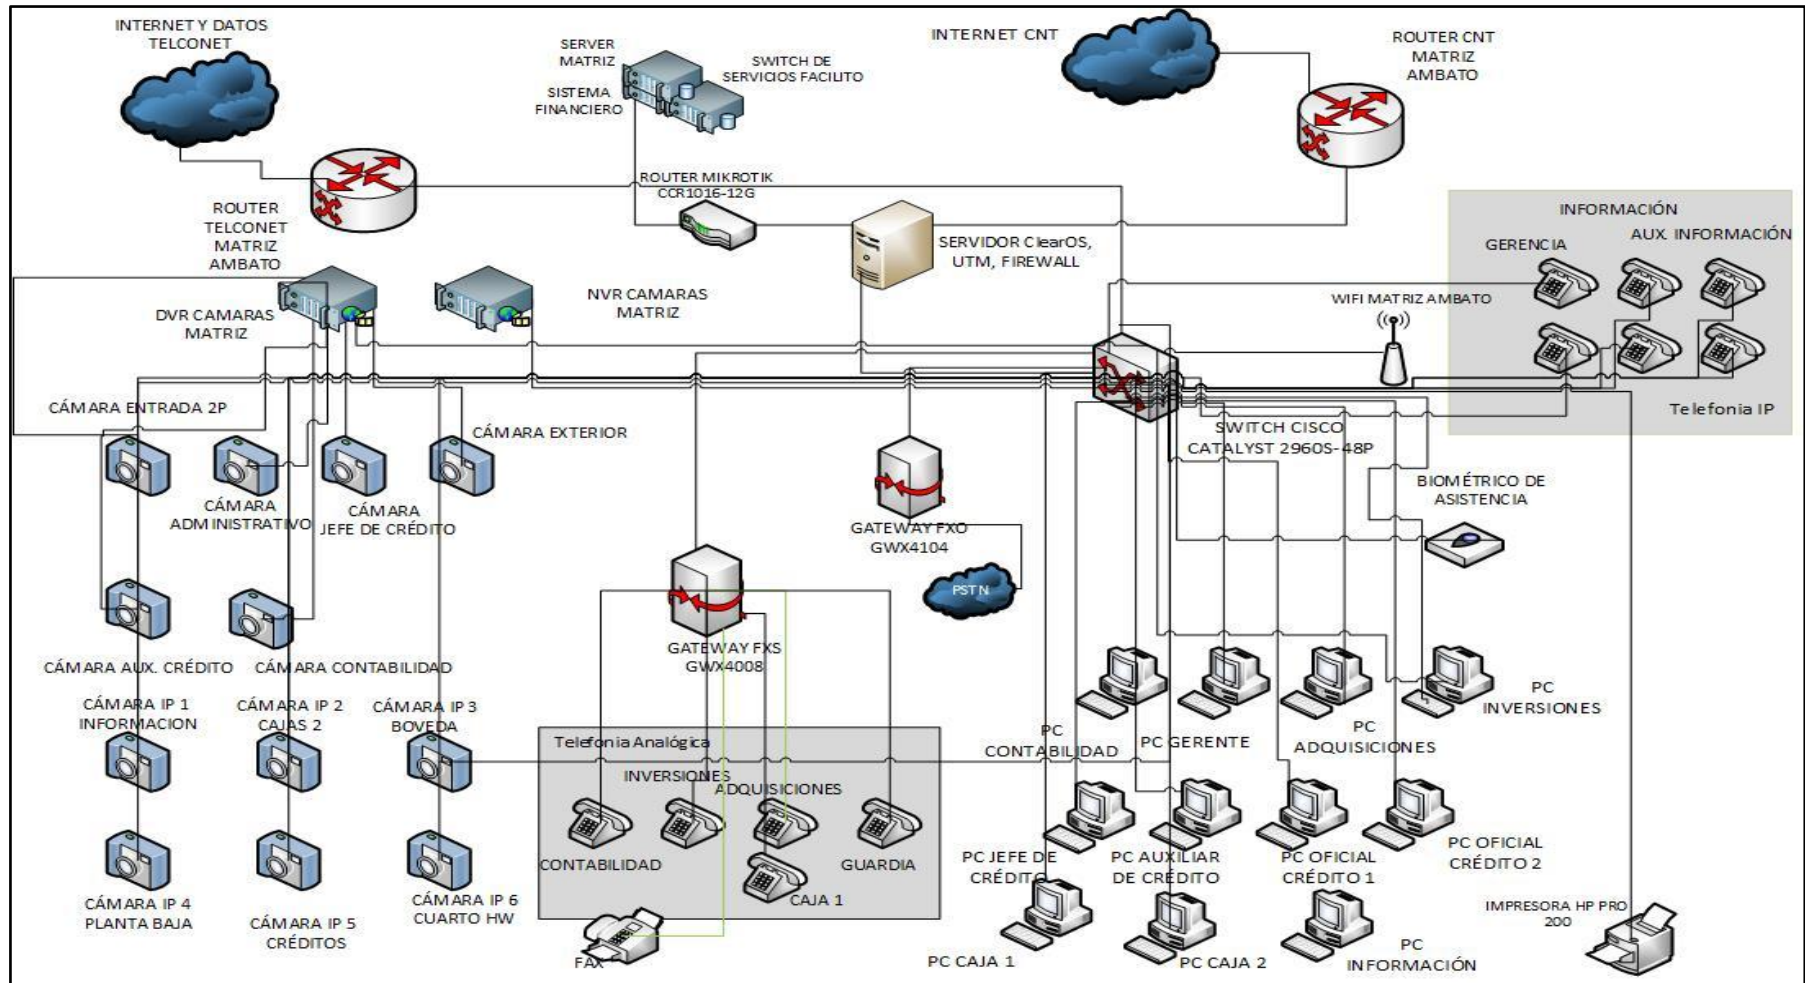 INTERNET Y DATOS
TELCONET
SERVER
MATRIZ
SISTEMA
FINANCIERO
SWITCH DE
SERVICIOS FACILITO
INTERNET CNT
ROUTER CNT
MATRIZ
AMBATO
ROUTER MIKROTIK
CCR1016-12G
ROUTER
TELCONET
MATRIZ
AMBATO
SERVIDOR ClearOS,
UTM, FIREWALL
INFORMACIÓN
GERENCIA
AUX. INFORMACIÓN
Telefonia IP
WIFI MATRIZ AMBATO
DVR CAMARAS
MATRIZ
NVR CAMARAS
MATRIZ
SWITCH CISCO
CATALYST 2960S-48P
CÁMARA ENTRADA 2P
CÁMARA
ADMINISTRATIVO
CÁMARA
JEFE DE CRÉDITO
CÁMARA EXTERIOR
BIOMÉTRICO DE
ASISTENCIA
GATEWAY FXO
GWX4104
PSTN
GATEWAY FXS
GWX4008
CÁMARA AUX. CRÉDITO
CÁMARA CONTABILIDAD
CÁMARA IP 1
INFORMACION
CÁMARA IP 2
CAJAS 2
CÁMARA IP 3
BOVEDA
PC
CONTABILIDAD
PC GERENTE
PC
ADQUISICIONES
PC
INVERSIONES
Telefonia Analógica
INVERSIONES
ADQUISICIONES
CONTABILIDAD
GUARDIA
CAJA 1
FAX
PC JEFE DE
CRÉDITO
PC AUXILIAR
DE CRÉDITO
PC OFICIAL
CRÉDITO 1
PC OFICIAL
CRÉDITO 2
CÁMARA IP 4
PLANTA BAJA
CÁMARA IP 5
CRÉDITOS
CÁMARA IP 6
CUARTO HW
PC CAJA 1
PC CAJA 2
PC
INFORMACIÓN
IMPRESORA HP PRO
200